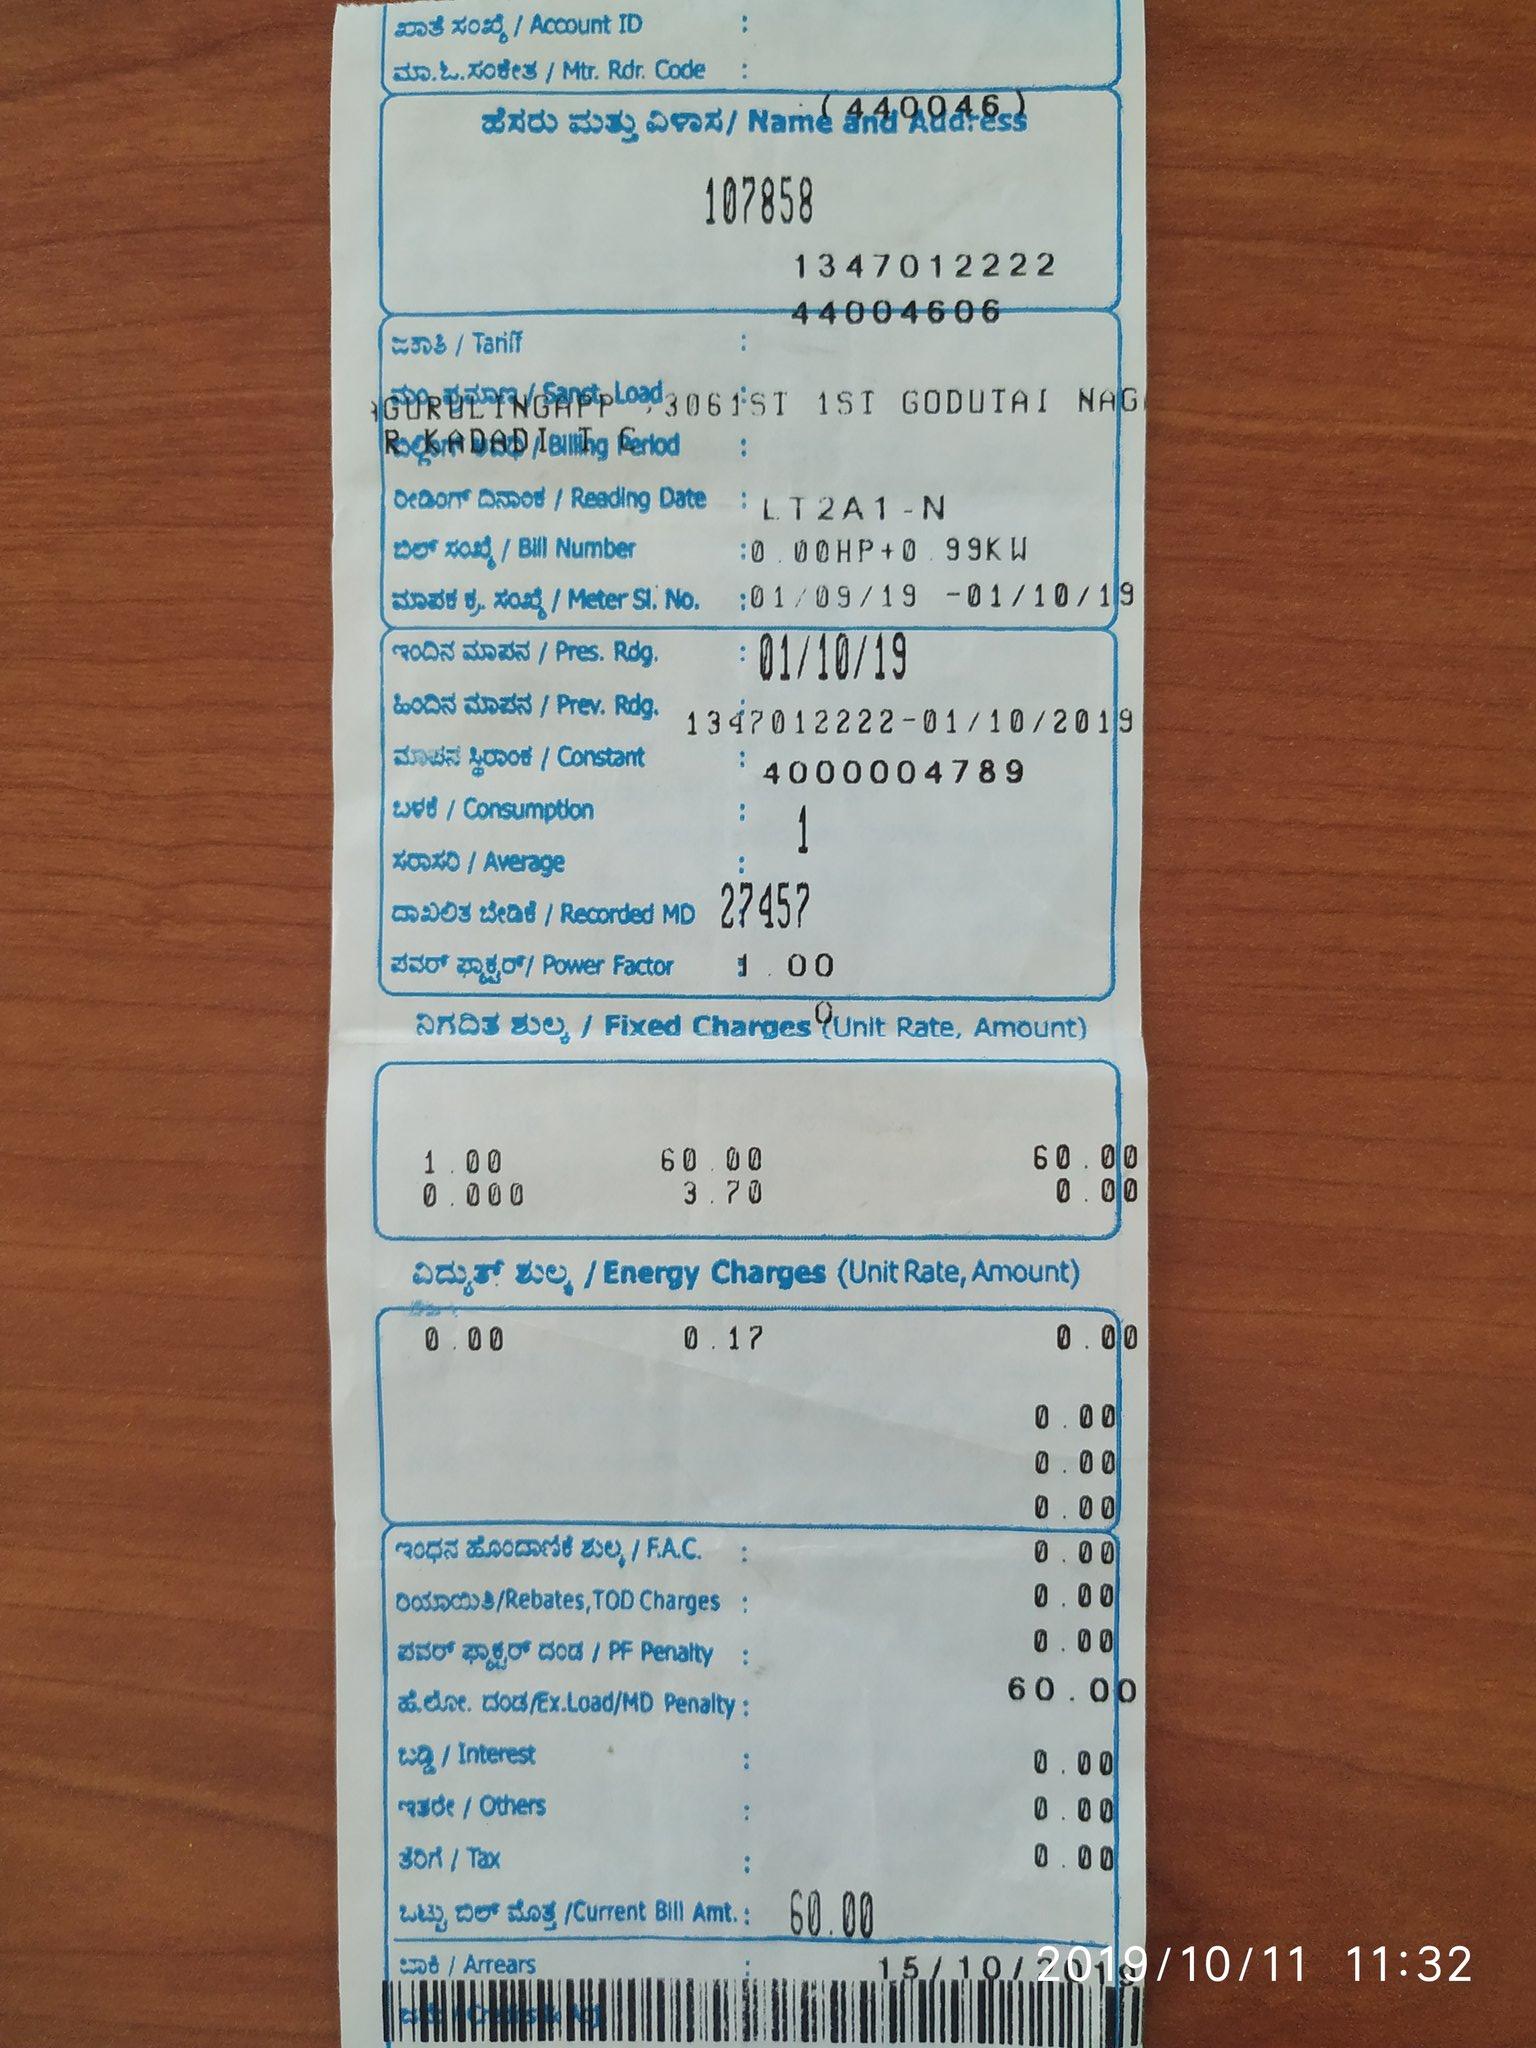 ಖಾತೆ ಸಂಖ್ಯೆ / Account ID :
ಮಾ.ಓ.ಸಂಕೇತ / Mtr. Rdr. Code :
(440046)
ಹೆಸರು ಮತ್ತು ವಿಳಾಸ/ Name and Address
107858
1347012222
44004606
ಜಕಾತಿ / Tariff :
ಮಂ.ಪ್ರಮಾಣ / Sanct. Load :
GURULINGAPP 3061ST 1ST GODUTAI NAG
R KADADI I C
/ Billing Period :
ರೀಡಿಂಗ್ ದಿನಾಂಕ / Reading Date : LT2A1-N
ಬಿಲ್ ಸಂಖ್ಯೆ / Bill Number :0.00HP+0.99KW
ಮಾಪಕ ಕ್ರ. ಸಂಖ್ಯೆ / Meter Sl. No. :01/09/19 -01/10/19
ಇಂದಿನ ಮಾಪನ / Pres. Rdg. : 01/10/19
ಹಿಂದಿನ ಮಾಪನ / Prev. Rdg. : 1347012222-01/10/2019
ಮಾಪನ ಸ್ಥಿರಾಂಕ / Constant : 4000004789
ಬಳಕೆ / Consumption : 1
ಸರಾಸರಿ / Average :
ದಾಖಲಿತ ಬೇಡಿಕೆ / Recorded MD 27457
ಪವರ್ ಫ್ಯಾಕ್ಟರ್/ Power Factor 1.00
0
ನಿಗದಿತ ಶುಲ್ಕ / Fixed Charges (Unit Rate, Amount)
1.00 60.00 60.00
0.000 3.70 0.00
ವಿದ್ಯುತ್ ಶುಲ್ಕ / Energy Charges (Unit Rate, Amount)
0.00 0.17 0.00
0.00
0.00
0.00
ಇಂಧನ ಹೊಂದಾಣಿಕೆ ಶುಲ್ಕ / F.A.C. : 0.00
ರಿಯಾಯಿತಿ/Rebates,TOD Charges : 0.00
ಪವರ್ ಫ್ಯಾಕ್ಟರ್ ದಂಡ / PF Penalty : 0.00
ಹೆ.ಲೋ. ದಂಡ/Ex.Load/MD Penalty : 60.00
ಬಡ್ಡಿ / Interest : 0.00
ಇತರೇ / Others : 0.00
ತೆರಿಗೆ / Tax : 0.00
ಒಟ್ಟು ಬಿಲ್ ಮೊತ್ತ /Current Bill Amt. : 60.00
ಬಾಕಿ / Arrears : 15/10/2019
2019/10/11 11:32